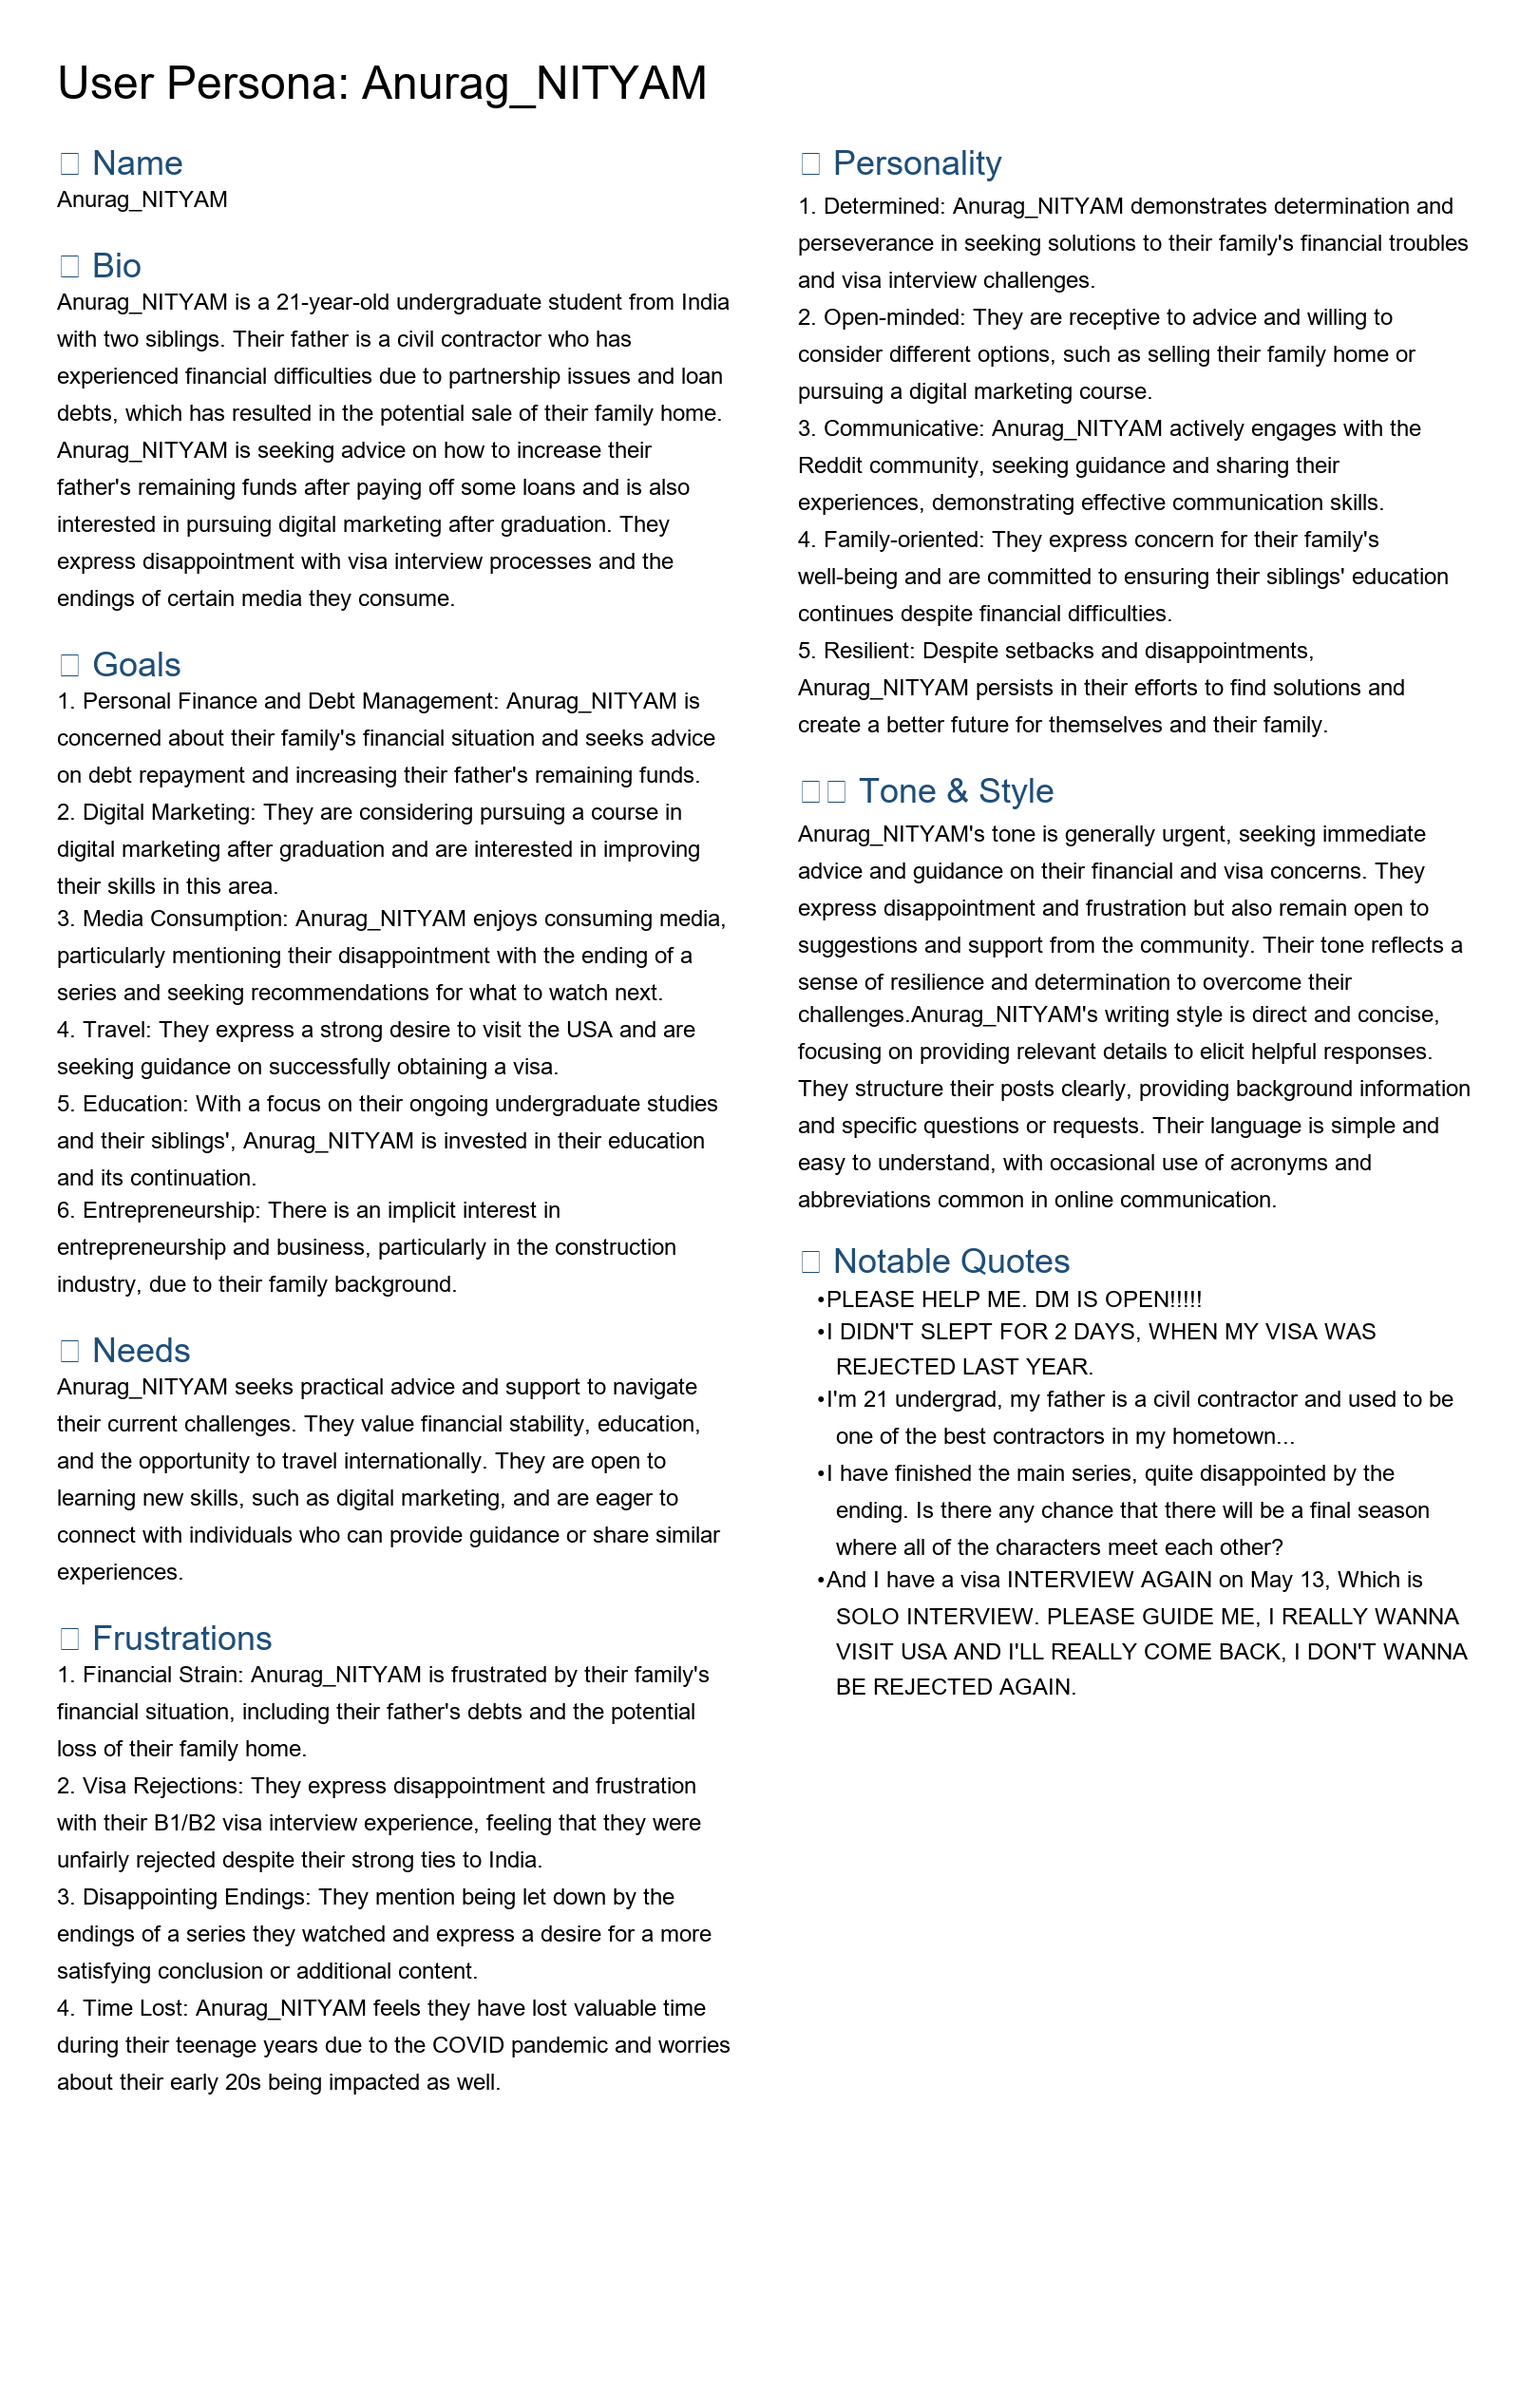 User Persona: Anurag_NITYAM
Name
Anurag_NITYAM
Bio
Anurag_NITYAM is a 21-year-old undergraduate student from India
with two siblings. Their father is a civil contractor who has
experienced financial difficulties due to partnership issues and loan
debts, which has resulted in the potential sale of their family home.
Anurag_NITYAM is seeking advice on how to increase their
father's remaining funds after paying off some loans and is also
interested in pursuing digital marketing after graduation. They
express disappointment with visa interview processes and the
endings of certain media they consume.
Goals
1. Personal Finance and Debt Management: Anurag_NITYAM is
concerned about their family's financial situation and seeks advice
on debt repayment and increasing their father's remaining funds.
2. Digital Marketing: They are considering pursuing a course in
digital marketing after graduation and are interested in improving
their skills in this area.
3. Media Consumption: Anurag_NITYAM enjoys consuming media,
particularly mentioning their disappointment with the ending of a
series and seeking recommendations for what to watch next.
4. Travel: They express a strong desire to visit the USA and are
seeking guidance on successfully obtaining a visa.
5. Education: With a focus on their ongoing undergraduate studies
and their siblings', Anurag_NITYAM is invested in their education
and its continuation.
6. Entrepreneurship: There is an implicit interest in
entrepreneurship and business, particularly in the construction
industry, due to their family background.
Needs
Anurag_NITYAM seeks practical advice and support to navigate
their current challenges. They value financial stability, education,
and the opportunity to travel internationally. They are open to
learning new skills, such as digital marketing, and are eager to
connect with individuals who can provide guidance or share similar
experiences.
Frustrations
1. Financial Strain: Anurag_NITYAM is frustrated by their family's
financial situation, including their father's debts and the potential
loss of their family home.
2. Visa Rejections: They express disappointment and frustration
with their B1/B2 visa interview experience, feeling that they were
unfairly rejected despite their strong ties to India.
3. Disappointing Endings: They mention being let down by the
endings of a series they watched and express a desire for a more
satisfying conclusion or additional content.
4. Time Lost: Anurag_NITYAM feels they have lost valuable time
during their teenage years due to the COVID pandemic and worries
about their early 20s being impacted as well.
Personality
1. Determined: Anurag_NITYAM demonstrates determination and
perseverance in seeking solutions to their family's financial troubles
and visa interview challenges.
2. Open-minded: They are receptive to advice and willing to
consider different options, such as selling their family home or
pursuing a digital marketing course.
3. Communicative: Anurag_NITYAM actively engages with the
Reddit community, seeking guidance and sharing their
experiences, demonstrating effective communication skills.
4. Family-oriented: They express concern for their family's
well-being and are committed to ensuring their siblings' education
continues despite financial difficulties.
5. Resilient: Despite setbacks and disappointments,
Anurag_NITYAM persists in their efforts to find solutions and
create a better future for themselves and their family.
Tone & Style
Anurag_NITYAM's tone is generally urgent, seeking immediate
advice and guidance on their financial and visa concerns. They
express disappointment and frustration but also remain open to
suggestions and support from the community. Their tone reflects a
sense of resilience and determination to overcome their
challenges.Anurag_NITYAM's writing style is direct and concise,
focusing on providing relevant details to elicit helpful responses.
They structure their posts clearly, providing background information
and specific questions or requests. Their language is simple and
easy to understand, with occasional use of acronyms and
abbreviations common in online communication.
Notable Quotes
•PLEASE HELP ME. DM IS OPEN!!!!!
•I DIDN'T SLEPT FOR 2 DAYS, WHEN MY VISA WAS
REJECTED LAST YEAR.
•I'm 21 undergrad, my father is a civil contractor and used to be
one of the best contractors in my hometown...
•I have finished the main series, quite disappointed by the
ending. Is there any chance that there will be a final season
where all of the characters meet each other?
•And I have a visa INTERVIEW AGAIN on May 13, Which is
SOLO INTERVIEW. PLEASE GUIDE ME, I REALLY WANNA
VISIT USA AND I'LL REALLY COME BACK, I DON'T WANNA
BE REJECTED AGAIN.